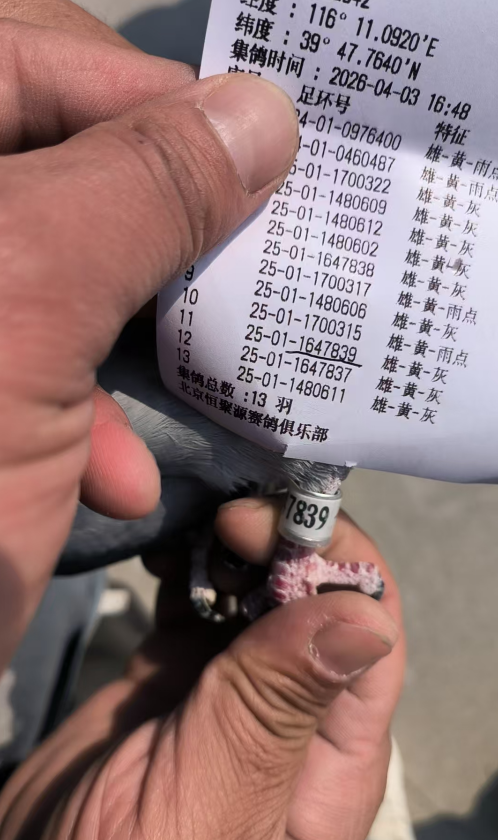 经度：116° 11.0920'E
纬度：39° 47.7640'N
集鸽时间：2026-04-03 16:48
足环号 特征
4-01-0976400 雄-黄-雨点
4-01-0460487 雄-黄-雨点
25-01-1700322 雄-黄-灰
25-01-1480609 雄-黄-灰
25-01-1480612 雄-黄-灰
25-01-1480602 雄-黄-灰
25-01-1647838 雄-黄-灰
25-01-1700317 雄-黄-雨点
9 25-01-1480606 雄-黄-灰
10 25-01-1700315 雄-黄-雨点
11 25-01-1647839 雄-黄-灰
12 25-01-1647837 雄-黄-灰
13 25-01-1480611 雄-黄-灰
集鸽总数：13 羽
北京恒聚源赛鸽俱乐部
7839